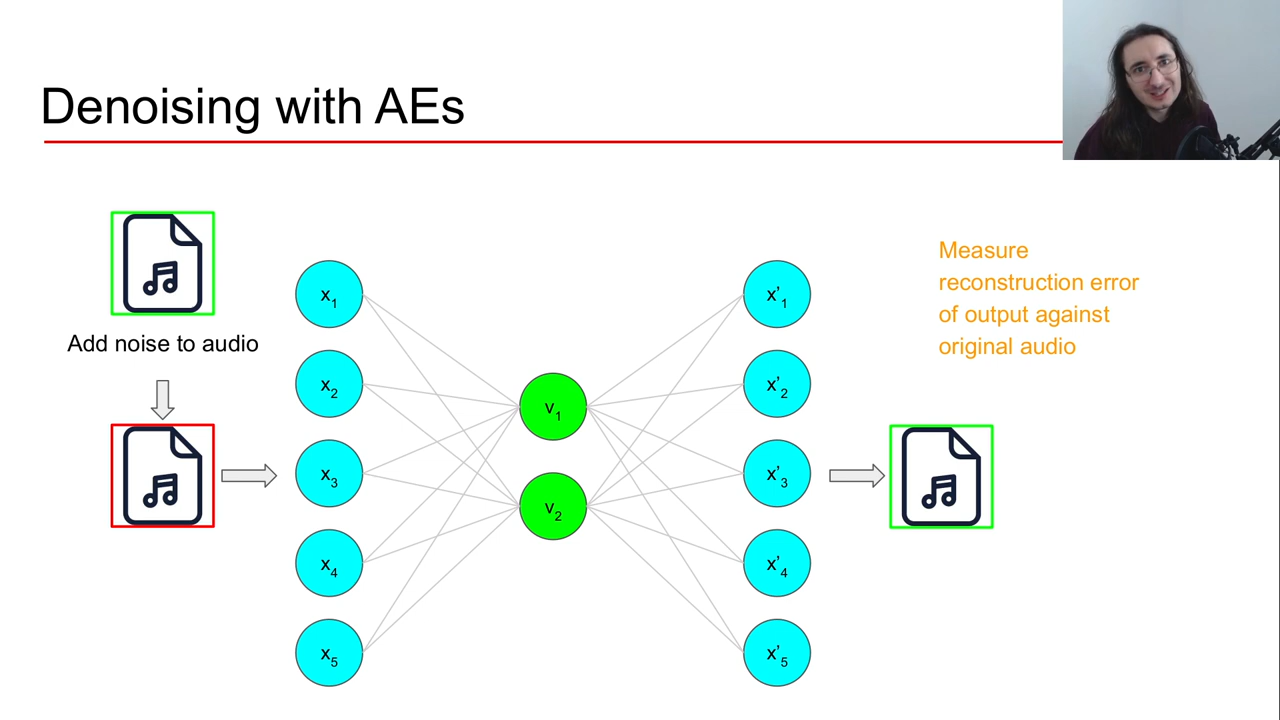 Denoising with AEs
Add noise to audio
x1
x2
x3
x4
x5
v1
v2
x'1
x'2
x'3
x'4
x'5
Measure
reconstruction error
of output against
original audio